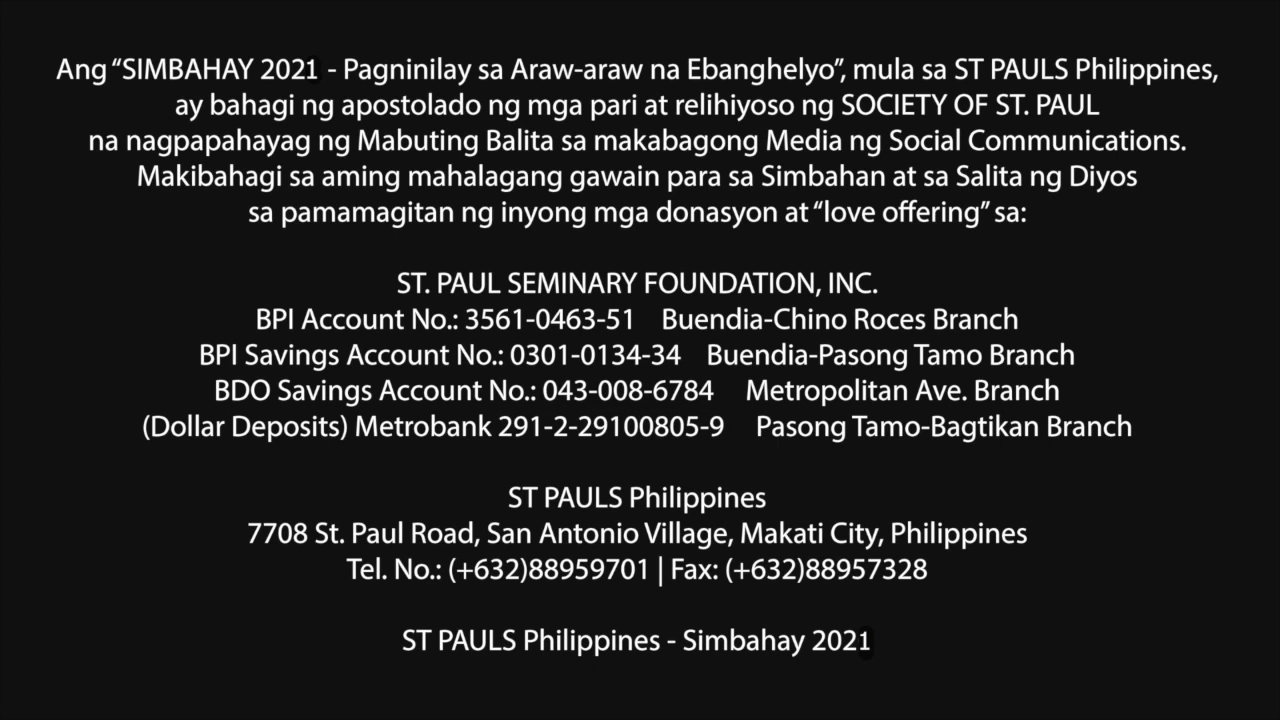 Ang “SIMBAHAY 2021 - Pagninilay sa Araw-araw na Ebanghelyo”, mula sa ST PAULS Philippines,
ay bahagi ng apostolado ng mga pari at relihiyoso ng SOCIETY OF ST. PAUL
na nagpapahayag ng Mabuting Balita sa makabagong Media ng Social Communications.
Makibahagi sa aming mahalagang gawain para sa Simbahan at sa Salita ng Diyos
sa pamamagitan ng inyong mga donasyon at “love offering” sa:
ST. PAUL SEMINARY FOUNDATION, INC.
BPI Account No.: 3561-0463-51 Buendia-Chino Roces Branch
BPI Savings Account No.: 0301-0134-34 Buendia-Pasong Tamo Branch
BDO Savings Account No.: 043-008-6784 Metropolitan Ave. Branch
(Dollar Deposits) Metrobank 291-2-29100805-9 Pasong Tamo-Bagtikan Branch
ST PAULS Philippines
7708 St. Paul Road, San Antonio Village, Makati City, Philippines
Tel. No.: (+632)88959701 | Fax: (+632)88957328
ST PAULS Philippines - Simbahay 2021